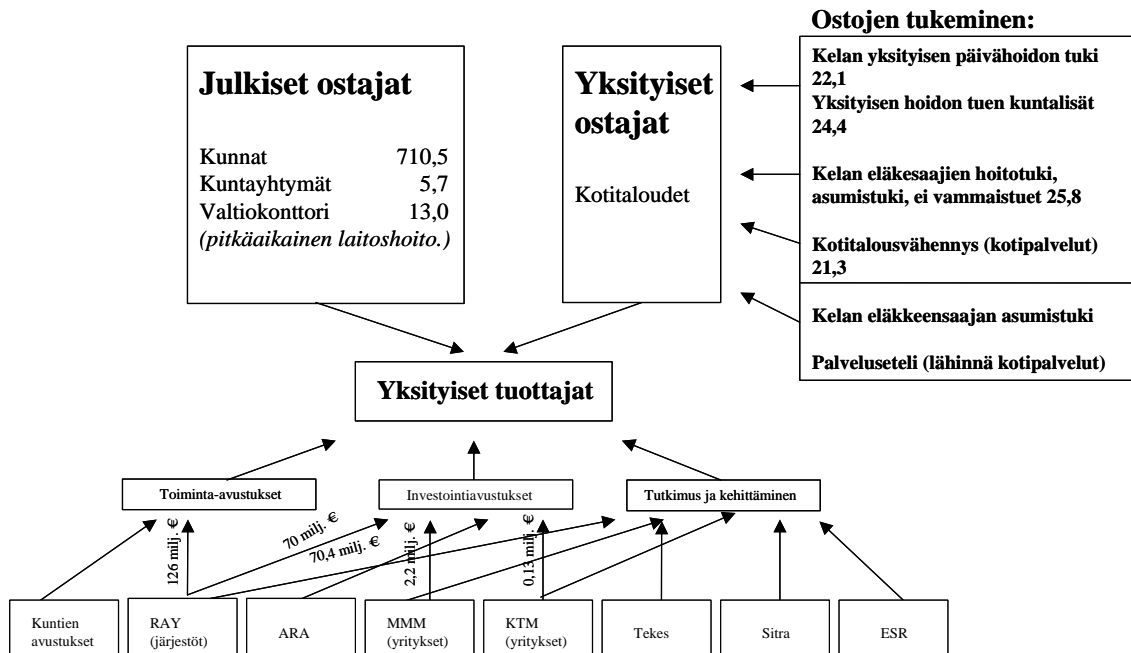 Ostojen tukeminen:
Julkiset ostajat
Kunnat 710,5
Kuntayhtymät 5,7
Valtiokonttori 13,0
(pitkäaikainen laitoshoito.)
Yksityiset
ostajat
Kotitaloudet
Kelan yksityisen päivähoidon tuki
22,1
Yksityisen hoidon tuen kuntalisät
24,4
Kelan eläkesaajien hoitotuki,
asumistuki, ei vammaistuet 25,8
Kotitalousvähennys (kotipalvelut)
21,3
Kelan eläkkeensaajan asumistuki
Palveluseteli (lähinnä kotipalvelut)
Yksityiset tuottajat
Toiminta-avustukset
Investointiavustukset
Tutkimus ja kehittäminen
126 milj. €
70 milj. €
70,4 milj. €
2,2 milj. €
0,13 milj. €
Kuntien
avustukset
RAY
(järjestöt)
ARA
MMM
(yritykset)
KTM
(yritykset)
Tekes
Sitra
ESR